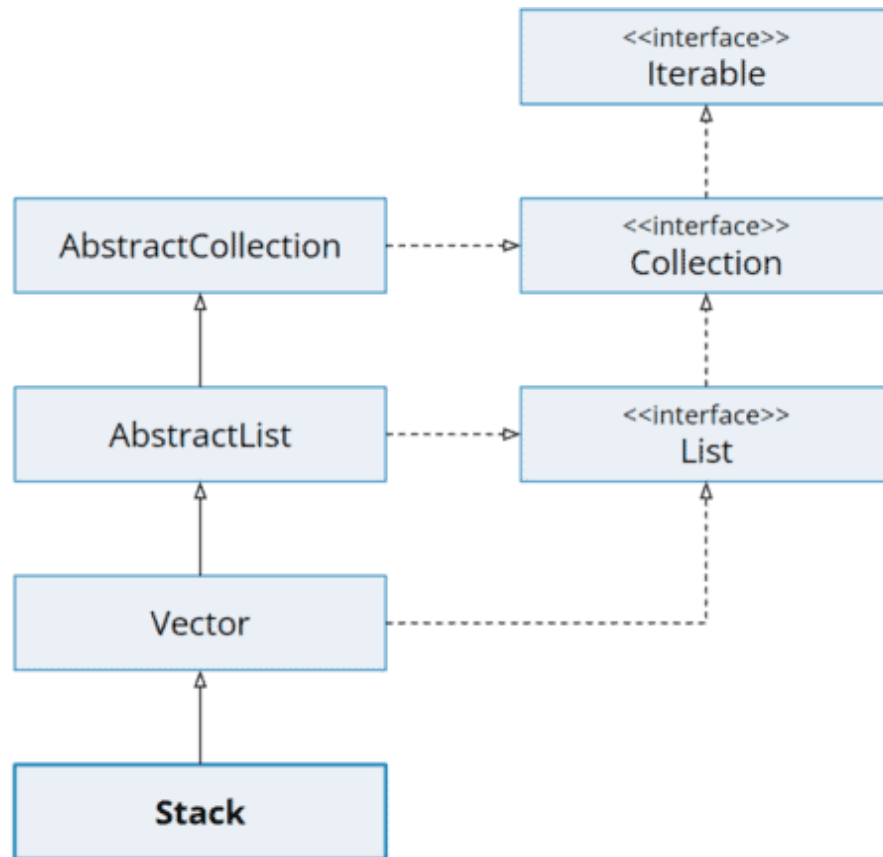 <<interface>>
Iterable
AbstractCollection
<<interface>>
Collection
AbstractList
<<interface>>
List
Vector
Stack